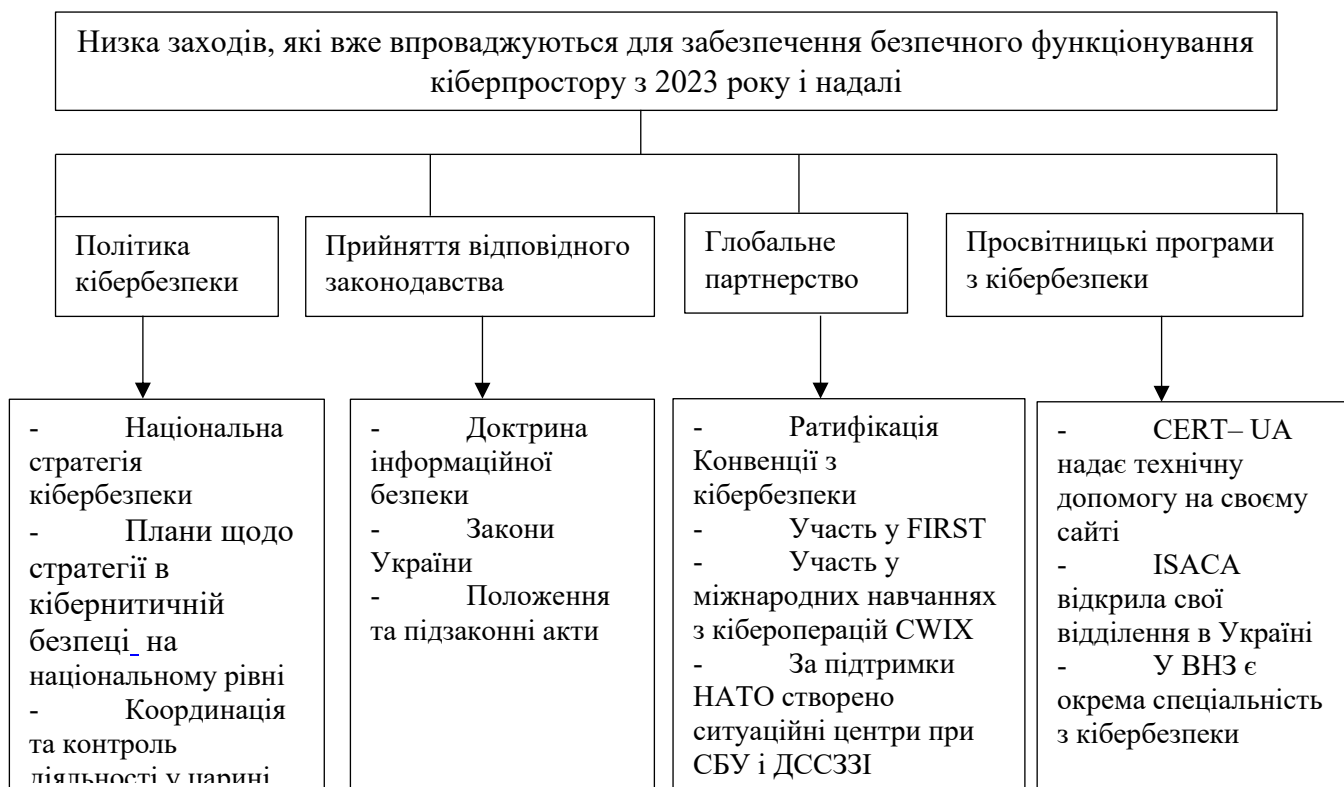 Низка заходів, які вже впроваджуються для забезпечення безпечного функціонування
кіберпростору з 2023 року і надалі
Політика
кібербезпеки
Прийняття відповідного
законодавства
Глобальне
партнерство
Просвітницькі програми
з кібербезпеки
- Національна
стратегія
кібербезпеки
- Плани щодо
стратегії в
кібернитичній
безпеці на
національному рівні
- Координація
та контроль
діяльності у царині
- Доктрина
інформаційної
безпеки
- Закони
України
- Положення
та підзаконні акти
- Ратифікація
Конвенції з
кібербезпеки
- Участь у FIRST
- Участь у
міжнародних навчаннях
з кібероперацій CWIX
- За підтримки
НАТО створено
ситуаційні центри при
СБУ і ДССЗЗІ
- CERT– UA
надає технічну
допомогу на своєму
сайті
- ISACA
відкрила свої
відділення в Україні
- У ВНЗ є
окрема спеціальність
з кібербезпеки